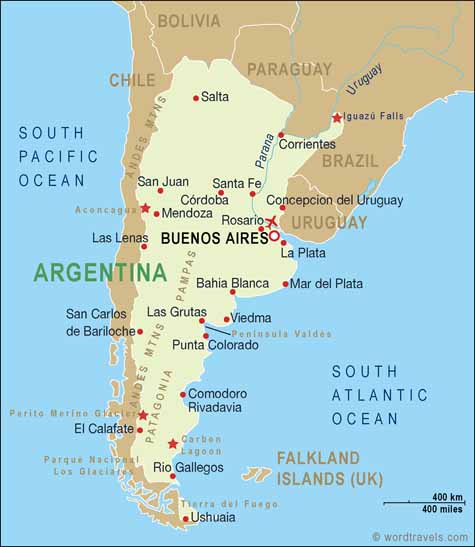 BOLIVIA
PARAGUAY
Uruguay
CHILE
ANDES MTNS
Salta
Iguazú Falls
SOUTH
PACIFIC
OCEAN
Parana
Corrientes
BRAZIL
San Juan
Santa Fe
Aconcagua
Mendoza
Córdoba
Concepcion del Uruguay
Rosario
URUGUAY
Las Lenas
BUENOS AIRES
La Plata
ARGENTINA
PAMPAS
Bahia Blanca
Mar del Plata
San Carlos
de Bariloche
Las Grutas
Viedma
Peninsula Valdés
Punta Colorado
ANDES MTNS
PATAGONIA
SOUTH
ATLANTIC
OCEAN
Comodoro
Rivadavia
Perito Merino Glacier
El Calafate
Carbon
Lagoon
Parque Nacional
Los Glaciares
Rio Gallegos
FALKLAND
ISLANDS (UK)
Tierra del Fuego
Ushuaia
400 km
400 miles
© wordtravels.com